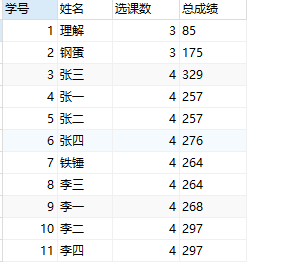 学号 姓名 选课数 总成绩
1 理解 3 85
2 钢蛋 3 175
3 张三 4 329
4 张一 4 257
5 张二 4 257
6 张四 4 276
7 铁锤 4 264
8 李三 4 264
9 李一 4 268
10 李二 4 297
11 李四 4 297